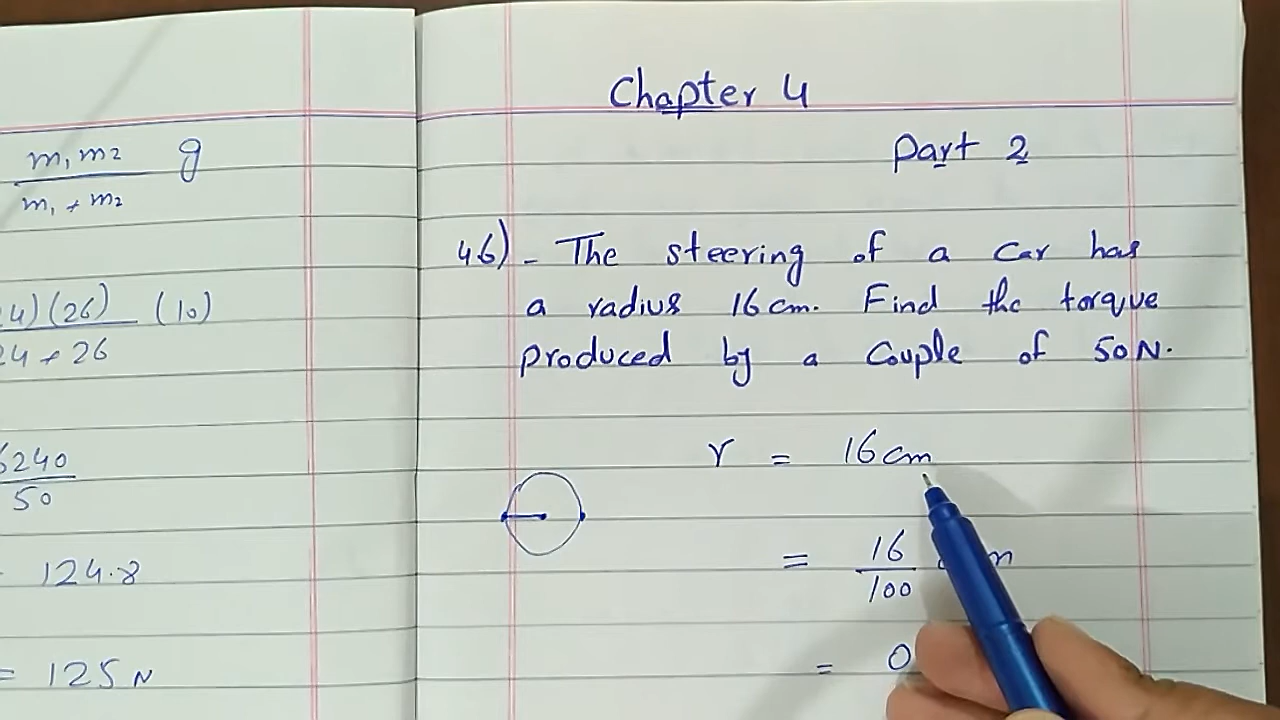 m₁ m₂ g
m₁ + m₂
4)(26) (10)
24 + 26
6240
50
124.8
= 125 N
Chapter 4
Part 2
46)- The steering of a Car has
a radius 16 cm. Find the torque
produced by a Couple of 50 N.
r = 16 cm
= 16
100
= 0